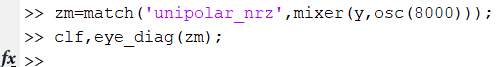 >> zm=match('unipolar_nrz',mixer(y,osc(8000)));
>> clf,eye_diag(zm);
fx >>